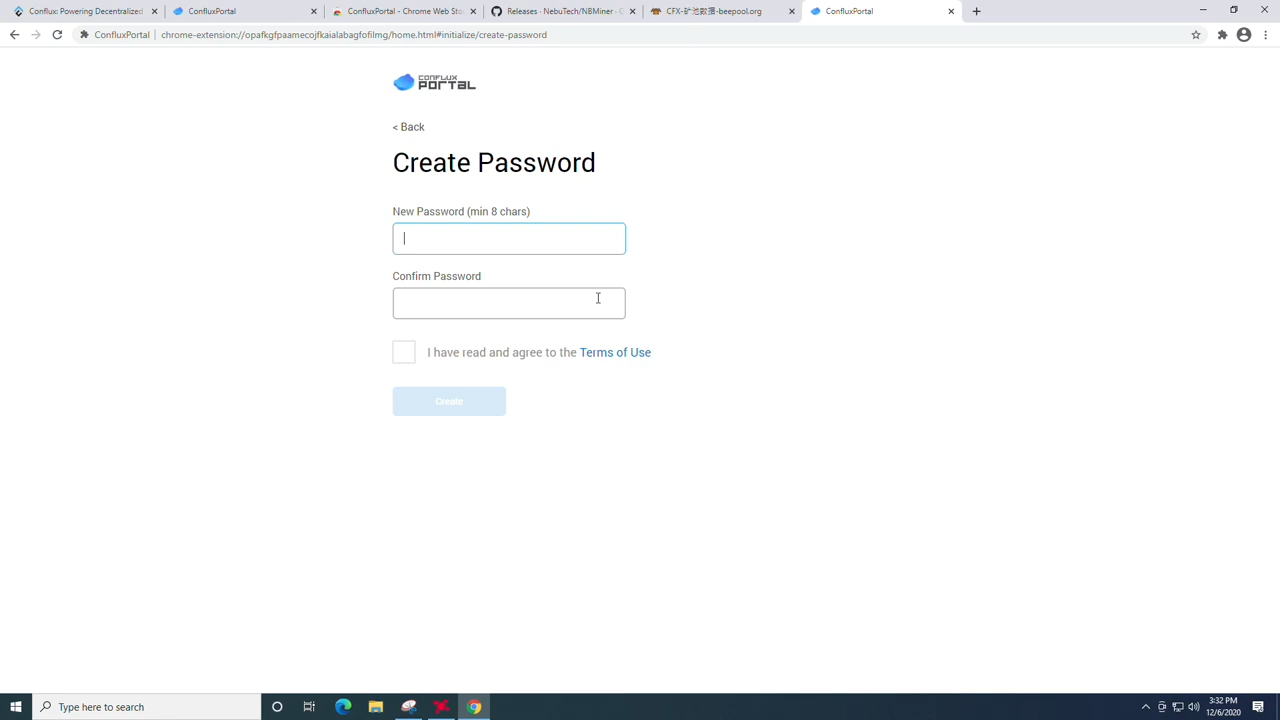 Conflux Powering Decentralized
ConfluxPortal
ConfluxPortal - Chrome Web Sto
Releases · NebuTech/NBMiner · G
CFX-矿池数据-beepool.org
ConfluxPortal
ConfluxPortal
chrome-extension://opafkgfpaamecojfkaialabagfofilmg/home.html#initialize/create-password
CONFLUX
PORTAL
< Back
Create Password
New Password (min 8 chars)
Confirm Password
I have read and agree to the Terms of Use
Create
Type here to search
3:32 PM
12/6/2020